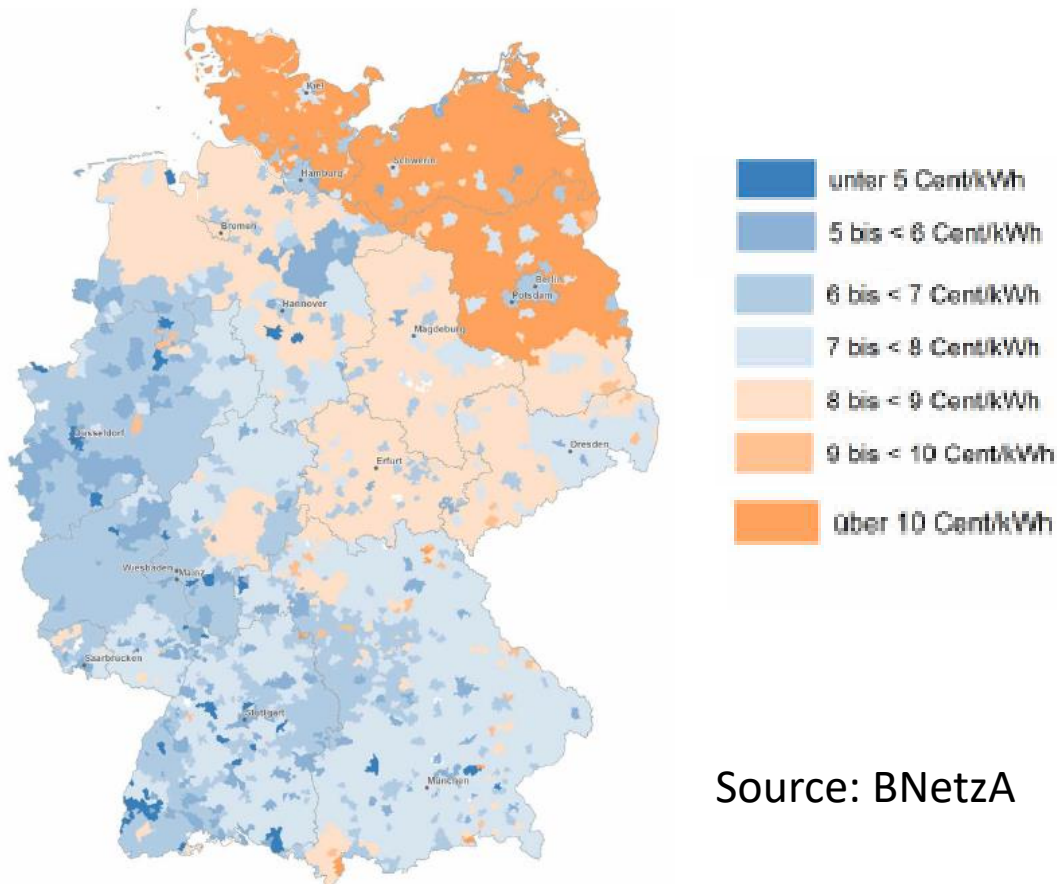 Kiel
Schwerin
Hamburg
Bremen
Berlin
Potsdam
Hannover
Magdeburg
Düsseldorf
Dresden
Erfurt
Wiesbaden
Mainz
Saarbrücken
Stuttgart
München
unter 5 Cent/kWh
5 bis < 6 Cent/kWh
6 bis < 7 Cent/kWh
7 bis < 8 Cent/kWh
8 bis < 9 Cent/kWh
9 bis < 10 Cent/kWh
über 10 Cent/kWh
Source: BNetzA